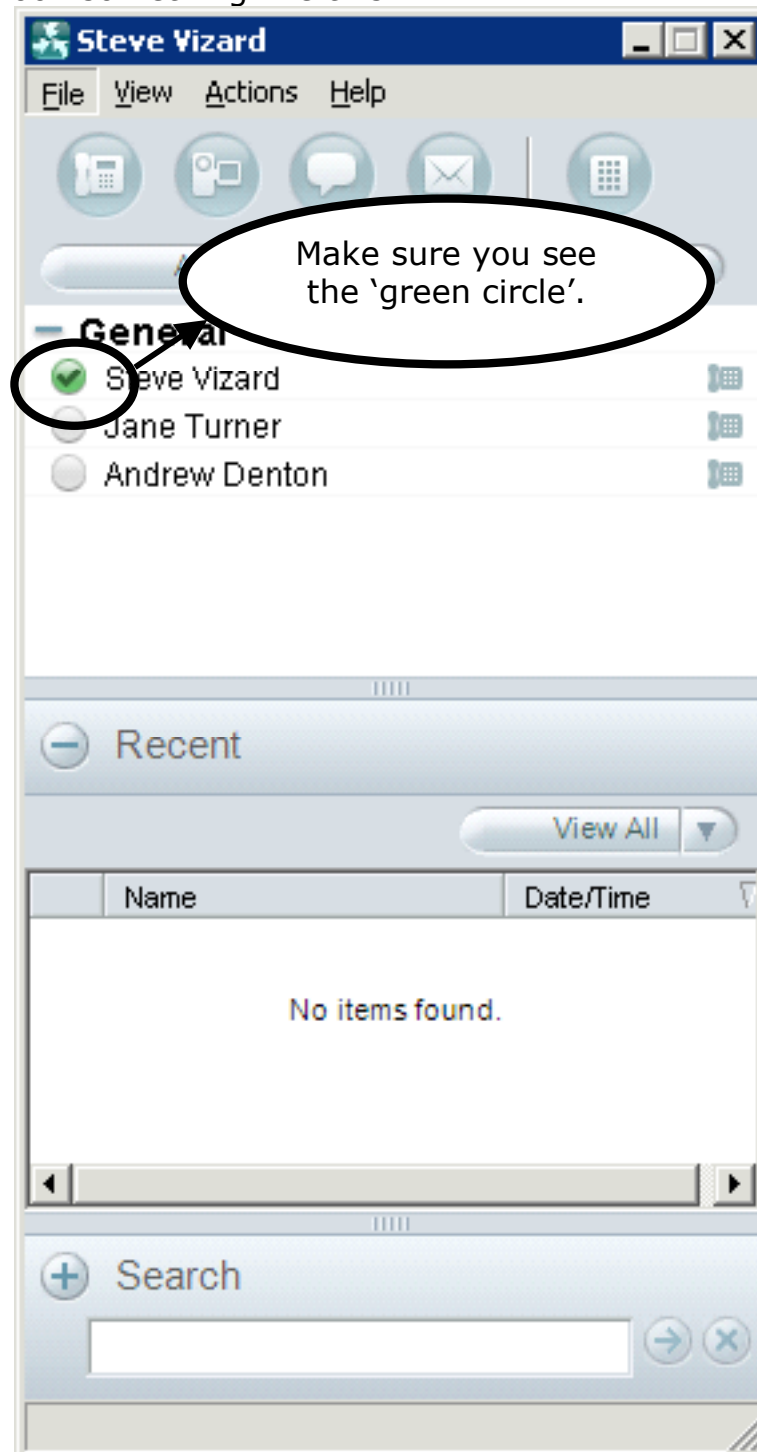 Steve Vizard
File View Actions Help
Make sure you see
the ‘green circle’.
General
Steve Vizard
Jane Turner
Andrew Denton
Recent
View All
Name Date/Time
No items found.
Search